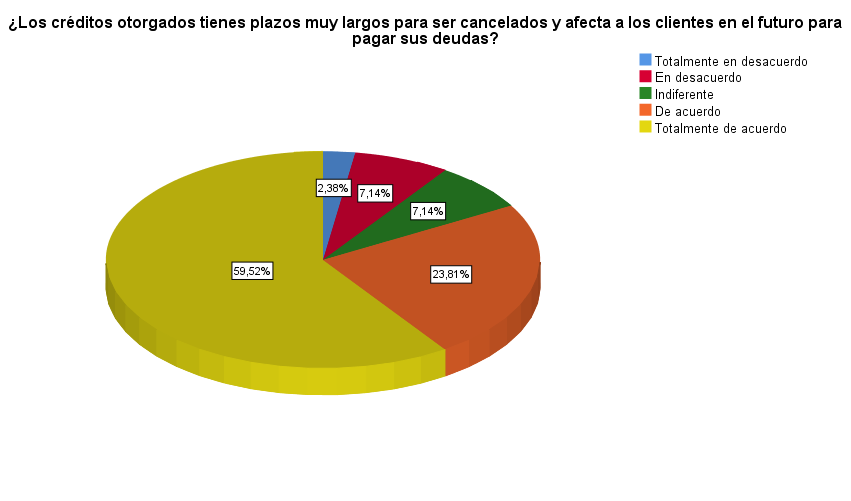 ¿Los créditos otorgados tienes plazos muy largos para ser cancelados y afecta a los clientes en el futuro para
pagar sus deudas?
Totalmente en desacuerdo
En desacuerdo
Indiferente
De acuerdo
Totalmente de acuerdo
2,38%
7,14%
7,14%
59,52%
23,81%